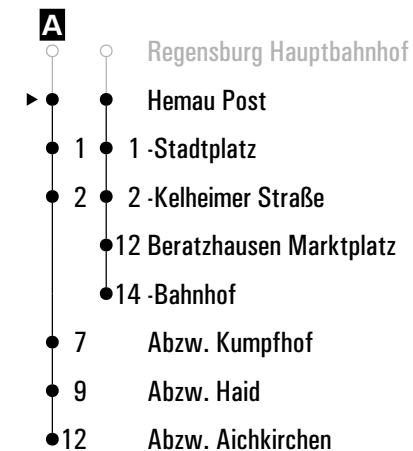 A
Regensburg Hauptbahnhof
Hemau Post
1 1 -Stadtplatz
2 2 -Kelheimer Straße
12 Beratzhausen Marktplatz
14 -Bahnhof
7 Abzw. Kumpfhof
9 Abzw. Haid
12 Abzw. Aichkirchen